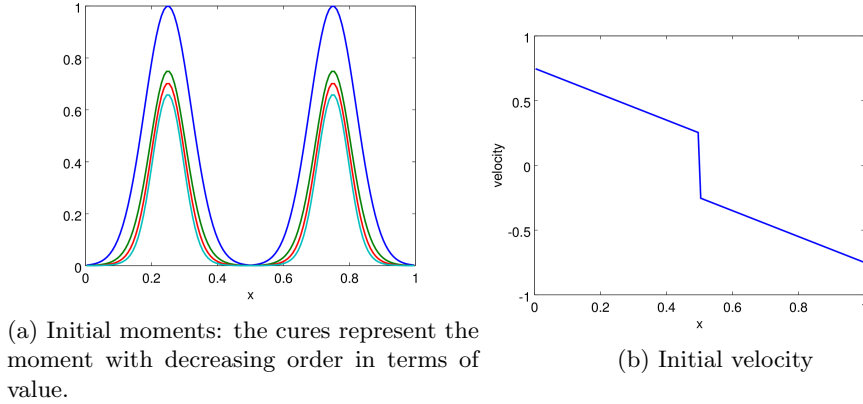 1
0.8
0.6
0.4
0.2
0
0 0.2 0.4 0.6 0.8 1
x
(a) Initial moments: the cures represent the
moment with decreasing order in terms of
value.
1
0.5
0
-0.5
-1
velocity
0 0.2 0.4 0.6 0.8 1
x
(b) Initial velocity